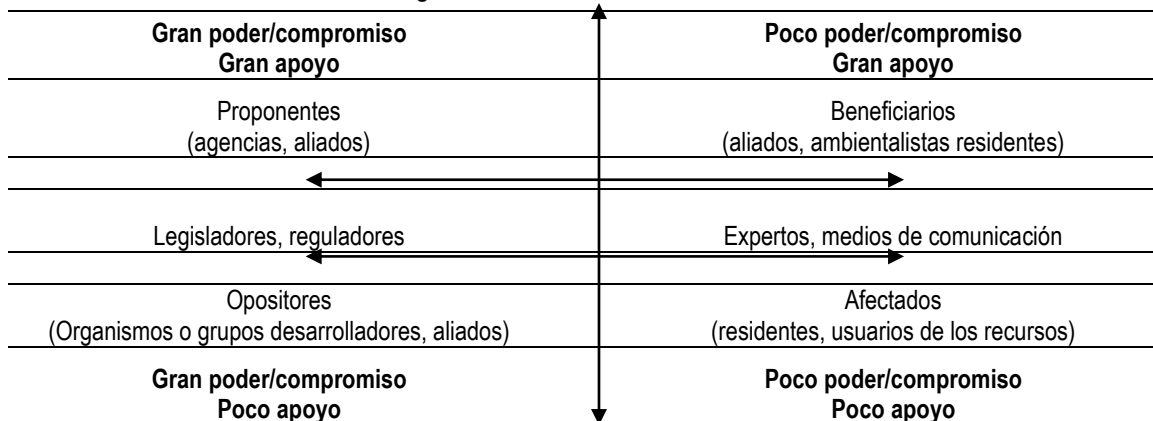 Gran poder/compromiso Poco poder/compromiso
Gran apoyo Gran apoyo
Proponentes Beneficiarios
(agencias, aliados) (aliados, ambientalistas residentes)
Legisladores, reguladores Expertos, medios de comunicación
Opositores Afectados
(Organismos o grupos desarrolladores, aliados) (residentes, usuarios de los recursos)
Gran poder/compromiso Poco poder/compromiso
Poco apoyo Poco apoyo